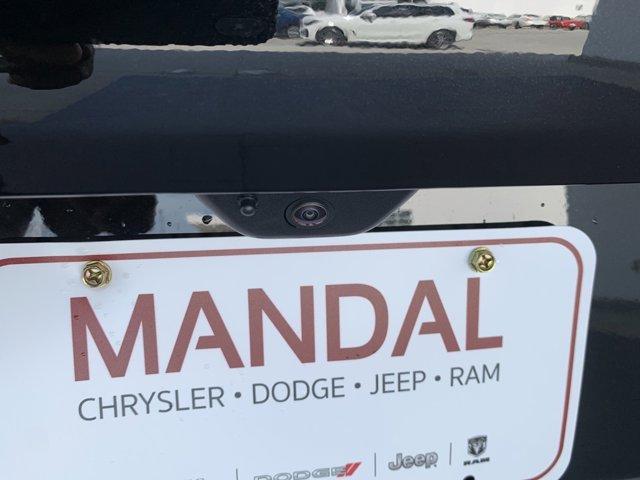 MANDAL
CHRYSLER • DODGE • JEEP • RAM
DODGE Jeep RAM